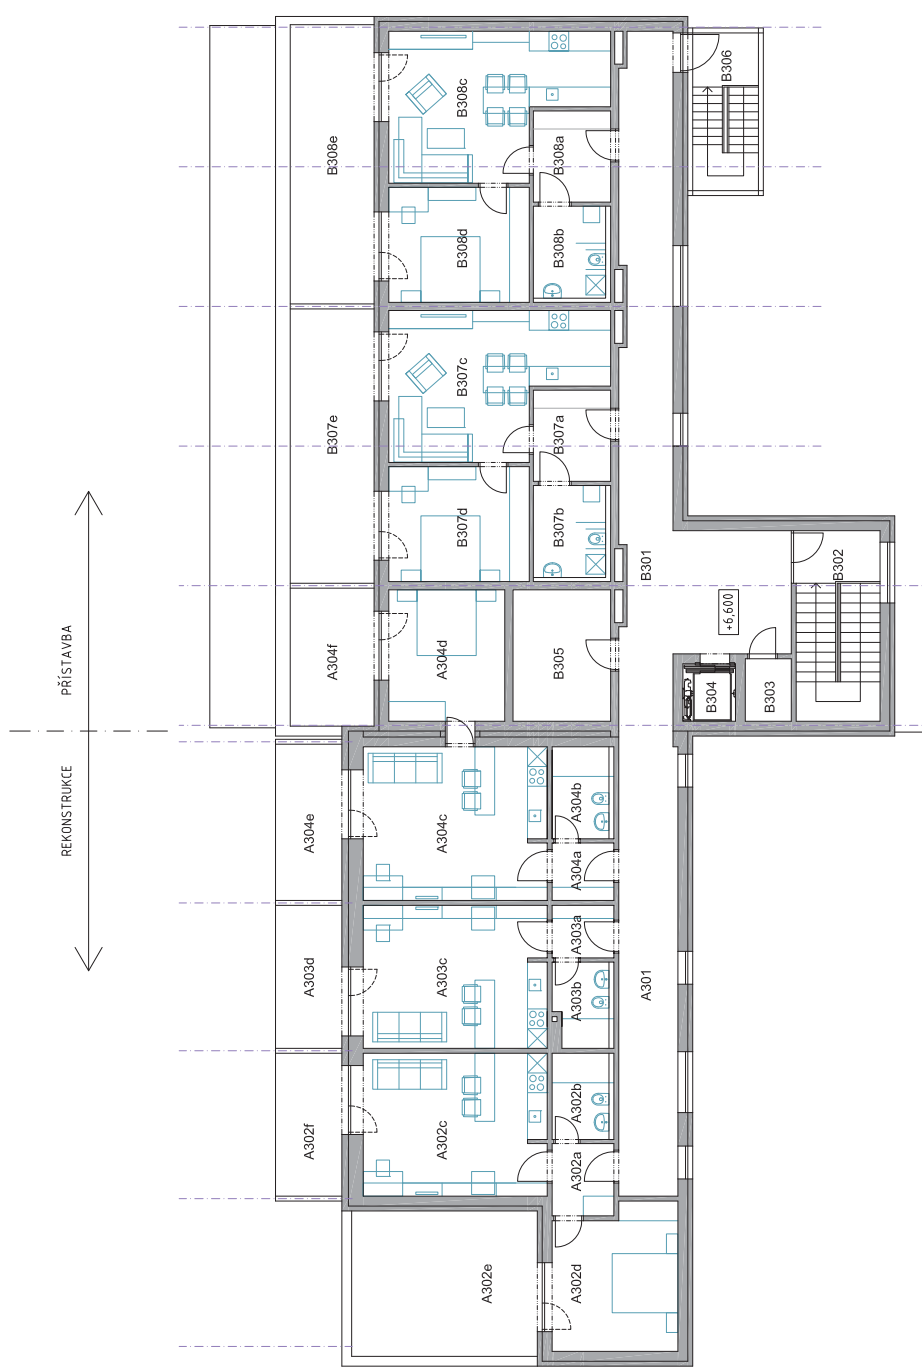 REKONSTRUKCE
PŘÍSTAVBA
A302f
A303d
A304e
A304f
B307e
B308e
A302c
A303c
A304c
A304d
B307d
B307c
B308d
B308c
A302e
A302d
A302a
A302b
A303b
A303a
A304a
A304b
B305
B307b
B307a
B308b
B308a
A301
B301
B304
+6,600
B303
B302
B306